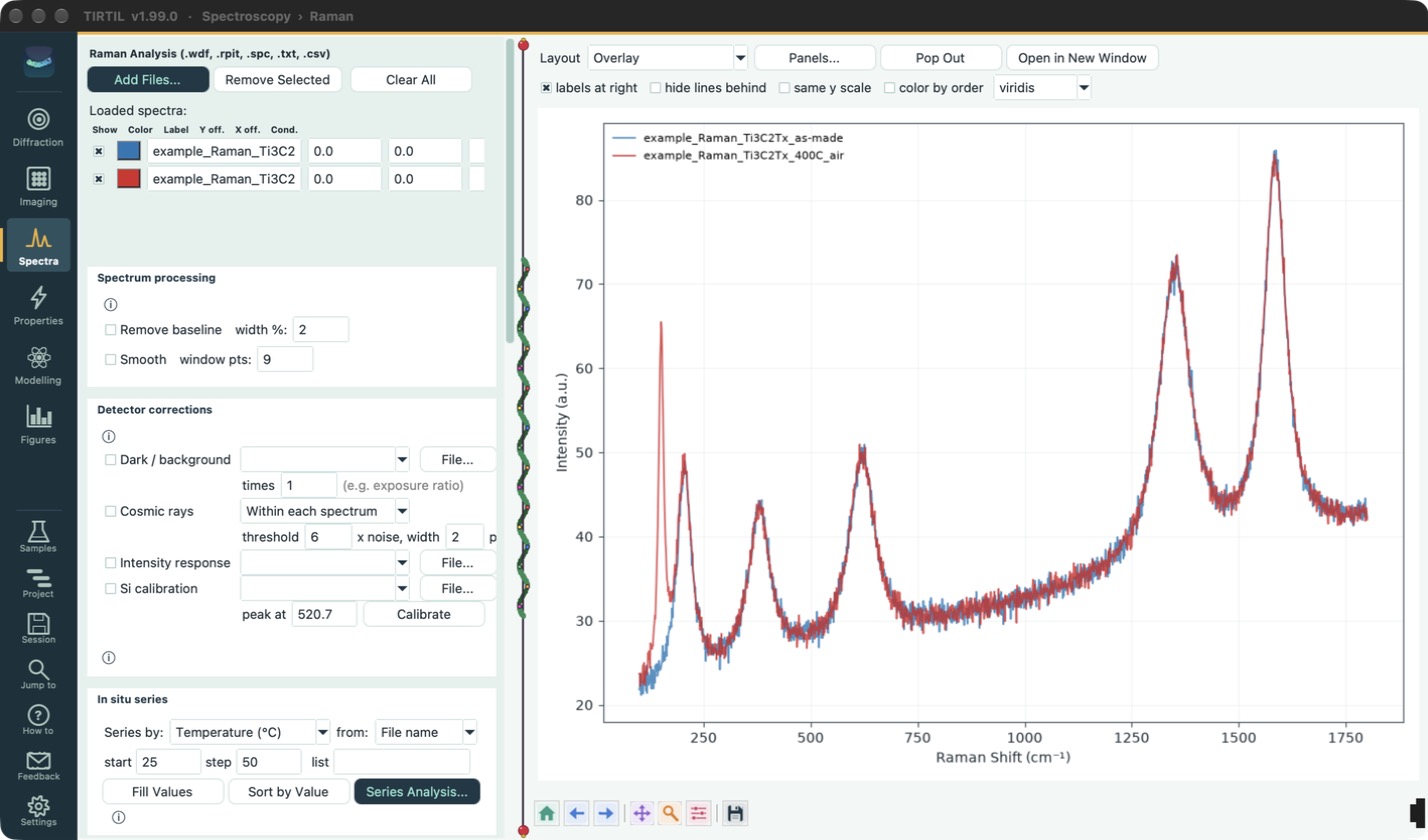 TIRTIL v1.99.0 · Spectroscopy › Raman
Diffraction
Imaging
Spectra
Properties
Modelling
Figures
Samples
Project
Session
Jump to
How to
Feedback
Settings
Raman Analysis (.wdf, .rpit, .spc, .txt, .csv)
Add Files... Remove Selected Clear All
Loaded spectra:
Show Color Label Y off. X off. Cond.
example_Raman_Ti3C2 0.0 0.0
example_Raman_Ti3C2 0.0 0.0
Spectrum processing
Remove baseline width %: 2
Smooth window pts: 9
Detector corrections
Dark / background File...
times 1 (e.g. exposure ratio)
Cosmic rays Within each spectrum
threshold 6 x noise, width 2 p
Intensity response File...
Si calibration File...
peak at 520.7 Calibrate
In situ series
Series by: Temperature (°C) from: File name
start 25 step 50 list
Fill Values Sort by Value Series Analysis...
Layout Overlay Panels... Pop Out Open in New Window
labels at right hide lines behind same y scale color by order viridis
example_Raman_Ti3C2Tx_as-made
example_Raman_Ti3C2Tx_400C_air
80
70
60
50
40
30
20
Intensity (a.u.)
250 500 750 1000 1250 1500 1750
Raman Shift (cm⁻¹)